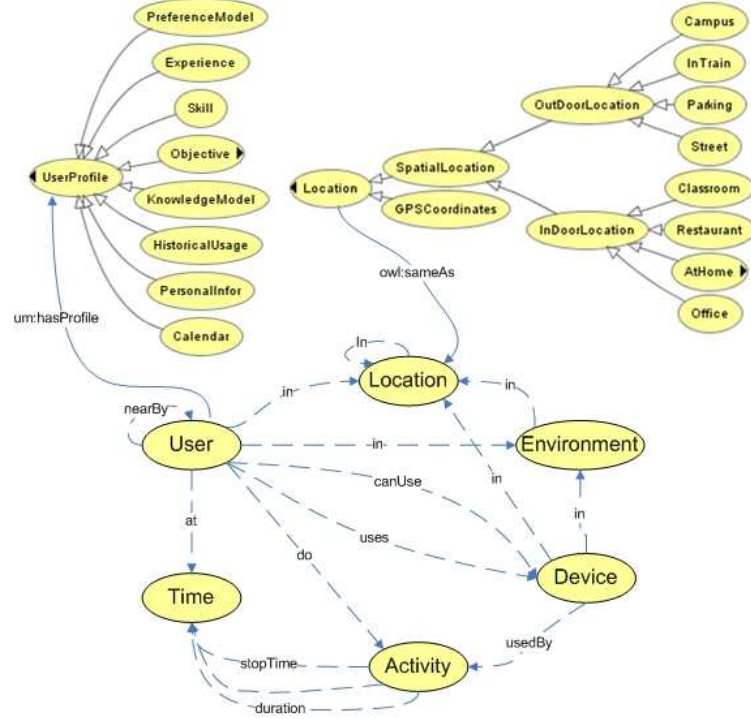 PreferenceModel
Experience
Skill
Objective
UserProfile
KnowledgeModel
HistoricalUsage
PersonalInfor
Calendar
um:hasProfile
Campus
InTrain
OutDoorLocation
Parking
Street
SpatialLocation
Location
GPSCoordinates
Classroom
InDoorLocation
Restaurant
AtHome
Office
owl:sameAs
In
Location
in
in
nearBy
User
in
Environment
canUse
in
in
at
uses
do
Device
Time
usedBy
stopTime
Activity
duration